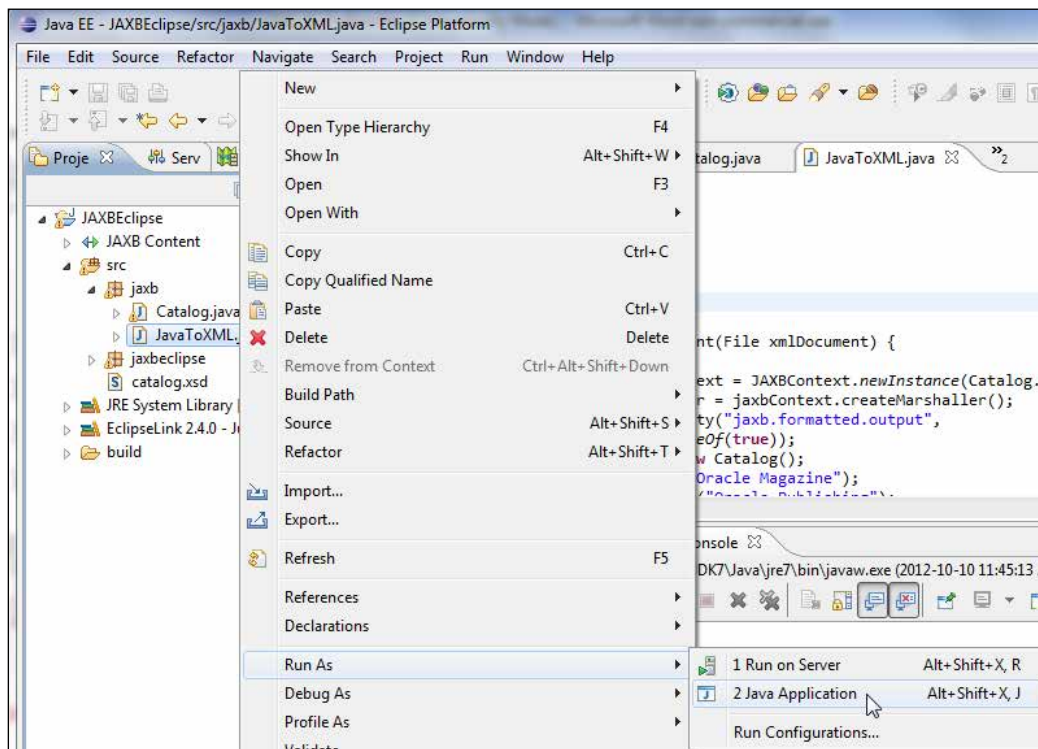 Java EE - JAXBEclipse/src/jaxb/JavaToXML.java - Eclipse Platform
File Edit Source Refactor Navigate Search Project Run Window Help
Proje Serv
talog.java JavaToXML.java »2
JAXBEclipse
JAXB Content
src
jaxb
Catalog.java
JavaToXML.
jaxbeclipse
catalog.xsd
JRE System Library
EclipseLink 2.4.0 - J
build
New
Open Type Hierarchy F4
Show In Alt+Shift+W
Open F3
Open With
Copy Ctrl+C
Copy Qualified Name
Paste Ctrl+V
Delete Delete
Remove from Context Ctrl+Alt+Shift+Down
Build Path
Source Alt+Shift+S
Refactor Alt+Shift+T
Import...
Export...
Refresh F5
References
Declarations
Run As
Debug As
Profile As
Validate
nt(File xmlDocument) {
ext = JAXBContext.newInstance(Catalog.
r = jaxbContext.createMarshaller();
ty("jaxb.formatted.output",
eOf(true));
w Catalog();
Oracle Magazine");
("Oracle Publishing");
onsole
DK7\Java\jre7\bin\javaw.exe (2012-10-10 11:45:13
1 Run on Server Alt+Shift+X, R
2 Java Application Alt+Shift+X, J
Run Configurations...